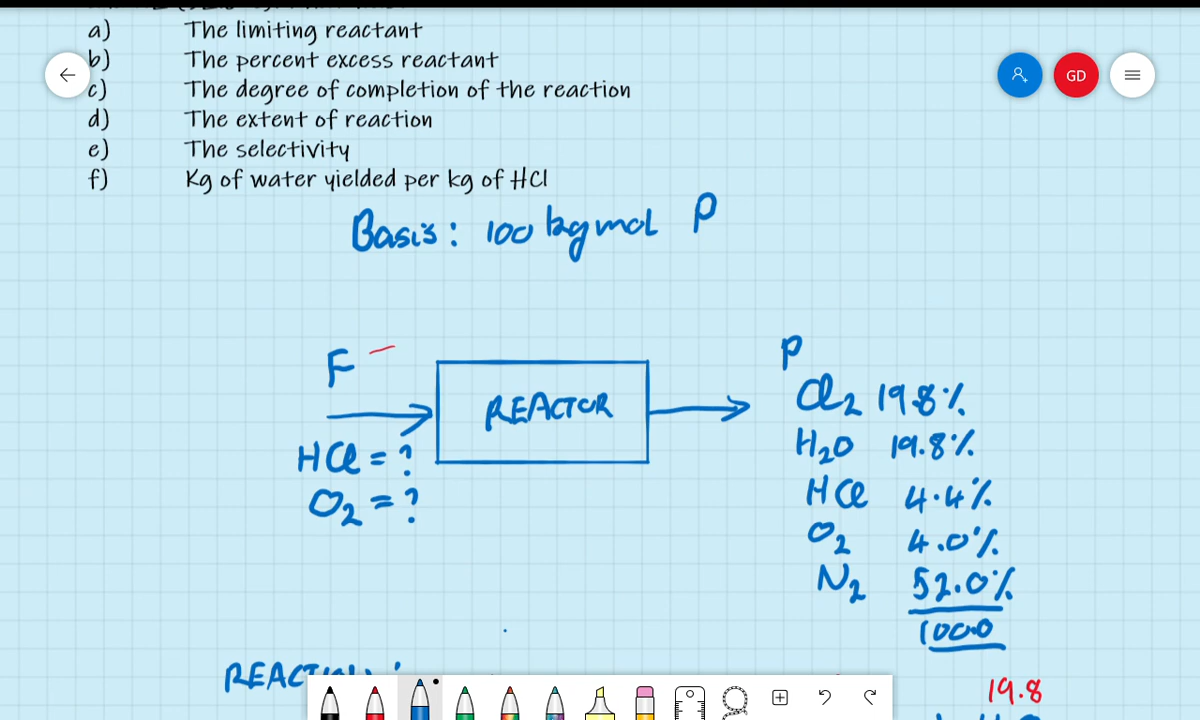 a) The limiting reactant
b) The percent excess reactant
c) The degree of completion of the reaction
d) The extent of reaction
e) The selectivity
f) Kg of water yielded per kg of HCl
GD
Basis: 100 kg mol P
F
REACTOR
HCl = ?
O2 = ?
P
Cl2 19.8%
H2O 19.8%
HCl 4.4%
O2 4.0%
N2 52.0%
100.0
19.8